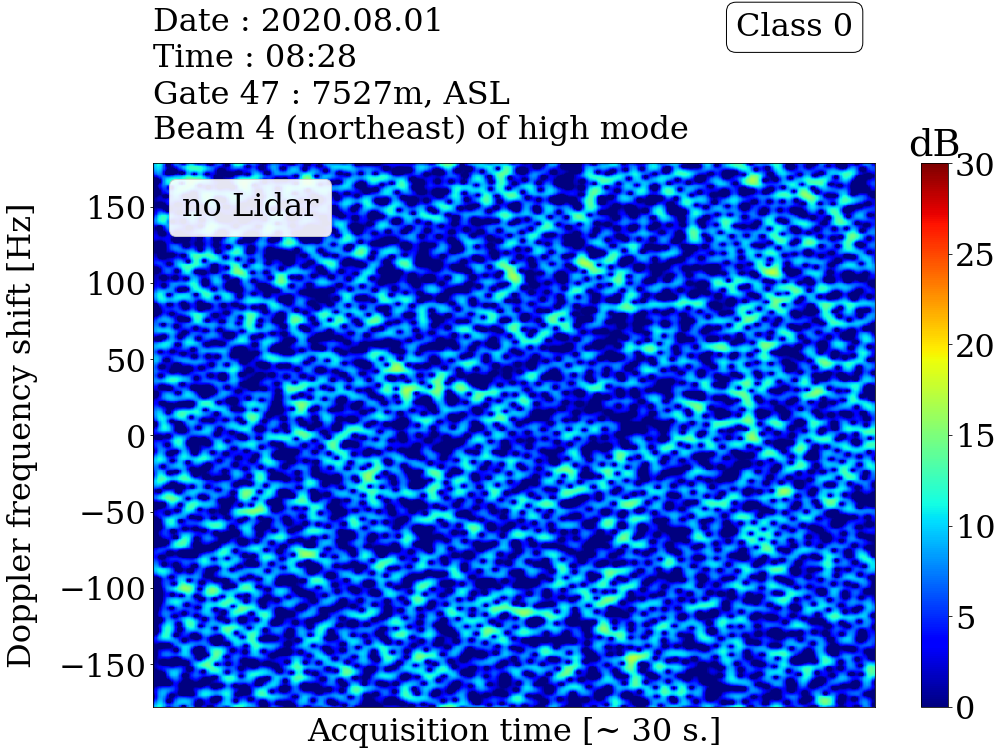 Date : 2020.08.01
Time : 08:28
Gate 47 : 7527m, ASL
Beam 4 (northeast) of high mode
Class 0
no Lidar
dB
30
25
20
15
10
5
0
Doppler frequency shift [Hz]
150
100
50
0
−50
−100
−150
Acquisition time [~ 30 s.]